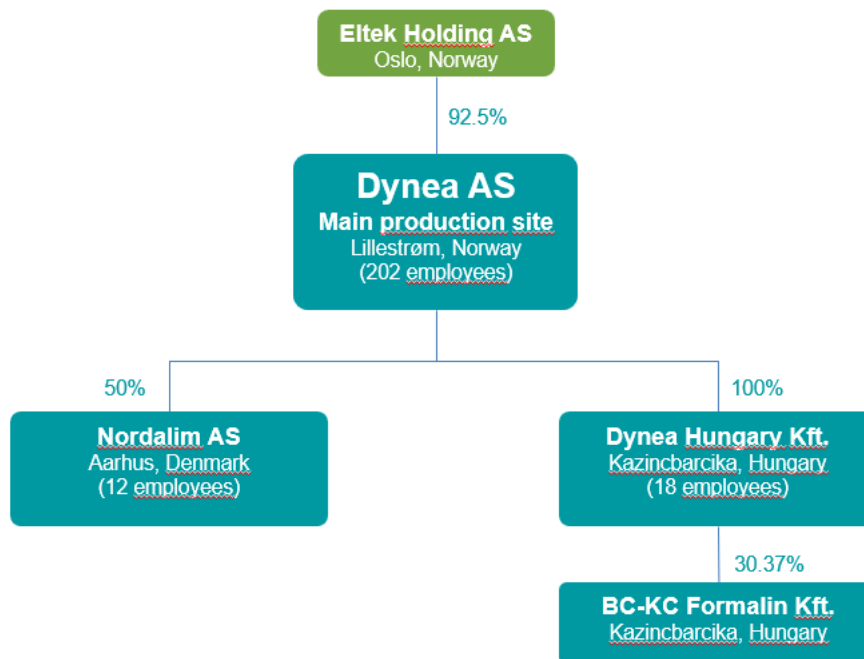 Eltek Holding AS
Oslo, Norway
92.5%
Dynea AS
Main production site
Lillestrøm, Norway
(202 employees)
50%
100%
Nordalim AS
Aarhus, Denmark
(12 employees)
Dynea Hungary Kft.
Kazincbarcika, Hungary
(18 employees)
30.37%
BC-KC Formalin Kft.
Kazincbarcika, Hungary